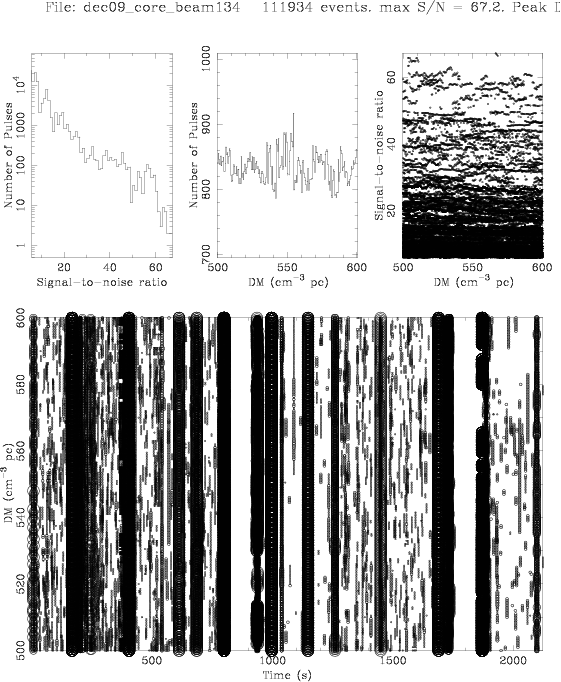 File: dec09_core_beam134 111934 events. max S/N = 67.2. Peak D
Number of Pulses
1
10
100
1000
10^4
20 40 60
Signal-to-noise ratio
Number of Pulses
700
800
900
1000
500 550 600
DM (cm^-3 pc)
Signal-to-noise ratio
20
40
60
500 550 600
DM (cm^-3 pc)
DM (cm^-3 pc)
500
520
540
560
580
600
500 1000 1500 2000
Time (s)